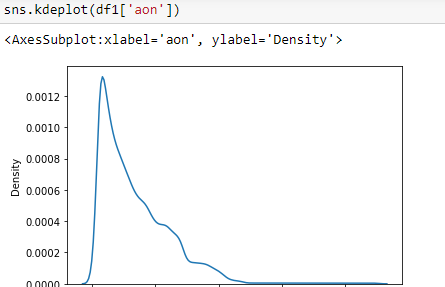 sns.kdeplot(df1['aon'])
<AxesSubplot:xlabel='aon', ylabel='Density'>
0.0012
0.0010
0.0008
0.0006
0.0004
0.0002
0.0000
Density